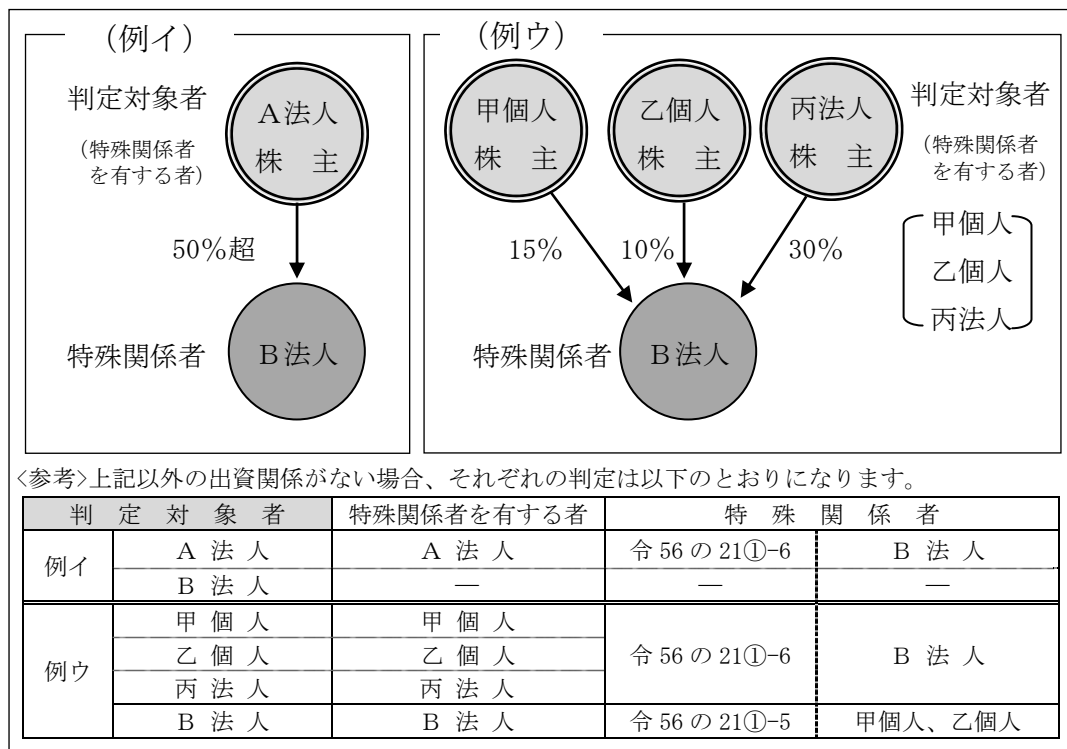 （例イ）
判定対象者
（特殊関係者
を有する者）
Ａ法人
株　主
50％超
特殊関係者
Ｂ法人
（例ウ）
甲個人
株　主
乙個人
株　主
丙法人
株　主
判定対象者
（特殊関係者
を有する者）
甲個人
乙個人
丙法人
15％
10％
30％
特殊関係者
Ｂ法人
<参考>上記以外の出資関係がない場合、それぞれの判定は以下のとおりになります。
判　定　対　象　者　特殊関係者を有する者　特　殊　関　係　者
例イ　Ａ 法 人　Ａ 法 人　令 56 の 21①-6　Ｂ 法 人
Ｂ 法 人　―　―　―
例ウ　甲 個 人　甲 個 人　令 56 の 21①-6　Ｂ 法 人
乙 個 人　乙 個 人
丙 法 人　丙 法 人
Ｂ 法 人　Ｂ 法 人　令 56 の 21①-5　甲個人、乙個人